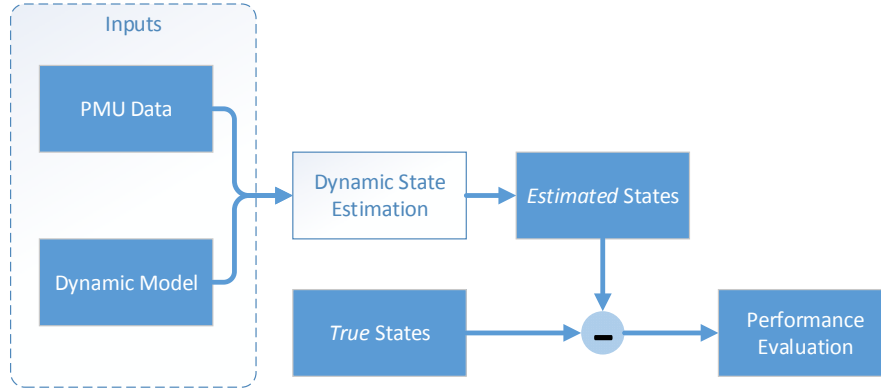 Inputs
PMU Data
Dynamic Model
Dynamic State
Estimation
Estimated States
True States
–
Performance
Evaluation